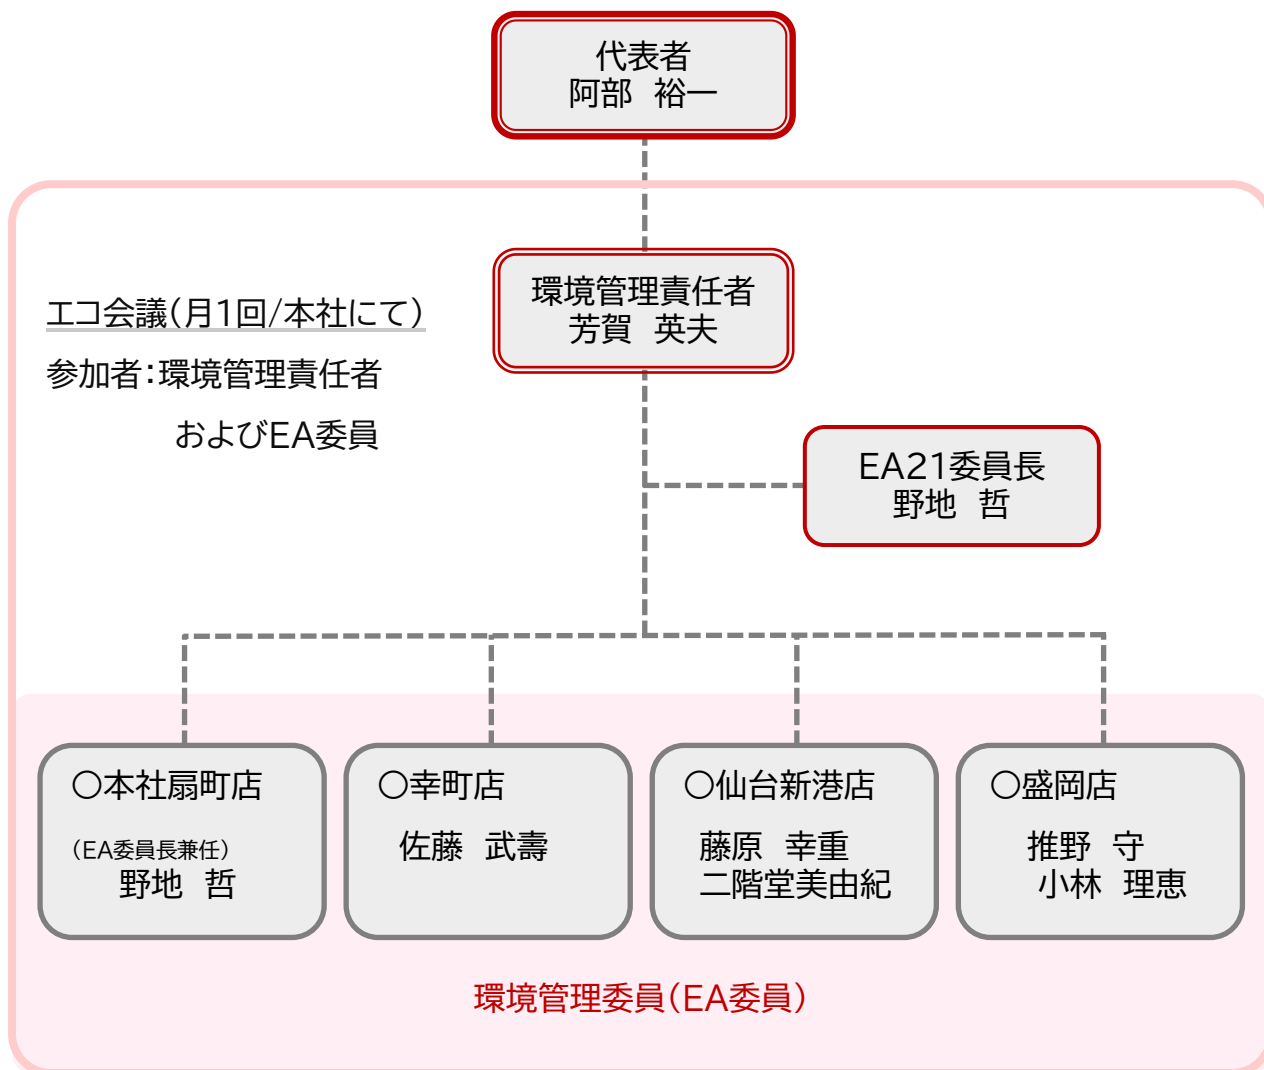 代表者
阿部　裕一
環境管理責任者
芳賀　英夫
エコ会議（月1回/本社にて）
参加者：環境管理責任者
およびEA委員
EA21委員長
野地　哲
○本社扇町店
（EA委員長兼任）
野地　哲
○幸町店
佐藤　武壽
○仙台新港店
藤原　幸重
二階堂美由紀
○盛岡店
推野　守
小林　理恵
環境管理委員（EA委員）